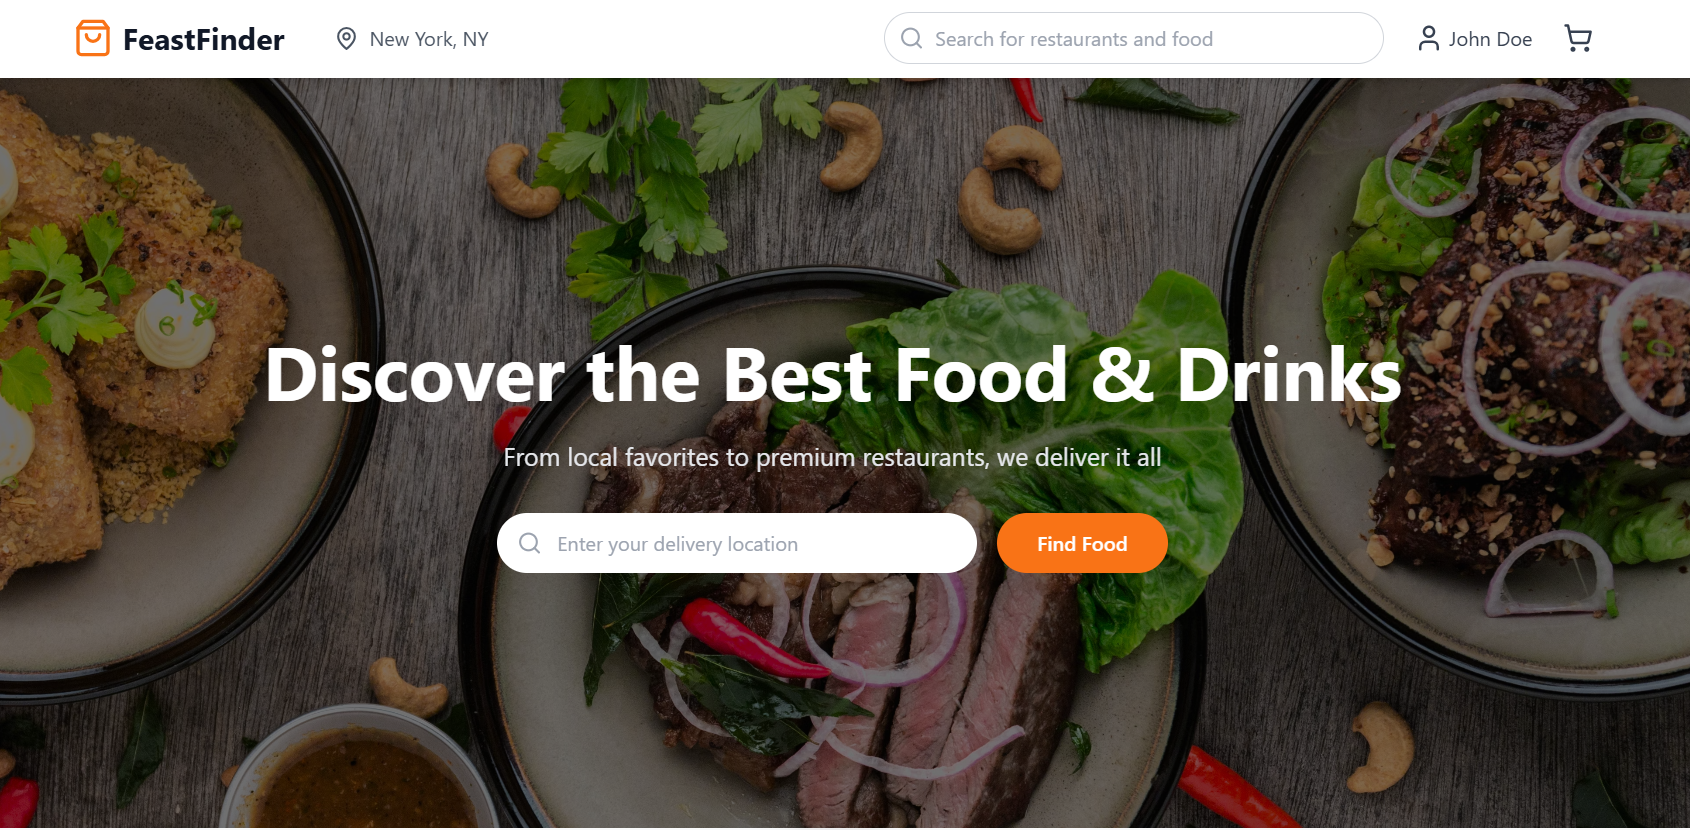 FeastFinder
New York, NY
Search for restaurants and food
John Doe
Discover the Best Food & Drinks
From local favorites to premium restaurants, we deliver it all
Enter your delivery location
Find Food